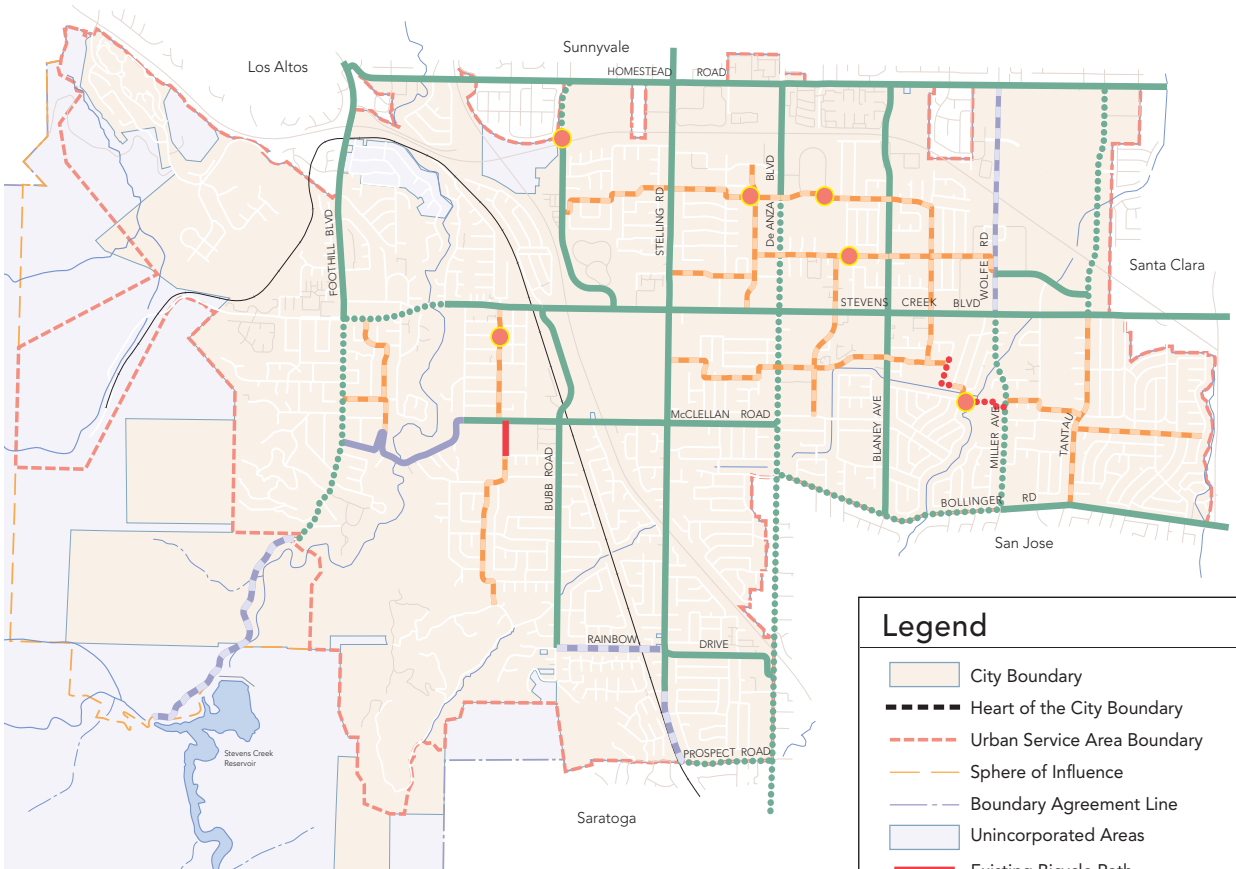 Sunnyvale
Los Altos
HOMESTEAD ROAD
De ANZA BLVD
STELLING RD
FOOTHILL BLVD
WOLFE RD
Santa Clara
STEVENS CREEK BLVD
McCLELLAN ROAD
BLANEY AVE
MILLER AVE
TANTAU
BUBB ROAD
BOLLINGER RD
San Jose
RAINBOW DRIVE
PROSPECT ROAD
Stevens Creek
Reservoir
Saratoga
Legend
City Boundary
Heart of the City Boundary
Urban Service Area Boundary
Sphere of Influence
Boundary Agreement Line
Unincorporated Areas
Existing Bicycle Path